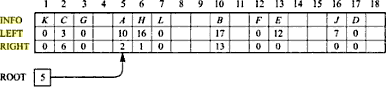 1 2 3 4 5 6 7 8 9 10 11 12 13 14 15 16 17 18
INFO K C G A H L B F E J D
LEFT 0 3 0 10 16 0 17 0 12 7 0
RIGHT 0 6 0 2 1 0 13 0 0 0 0
ROOT 5